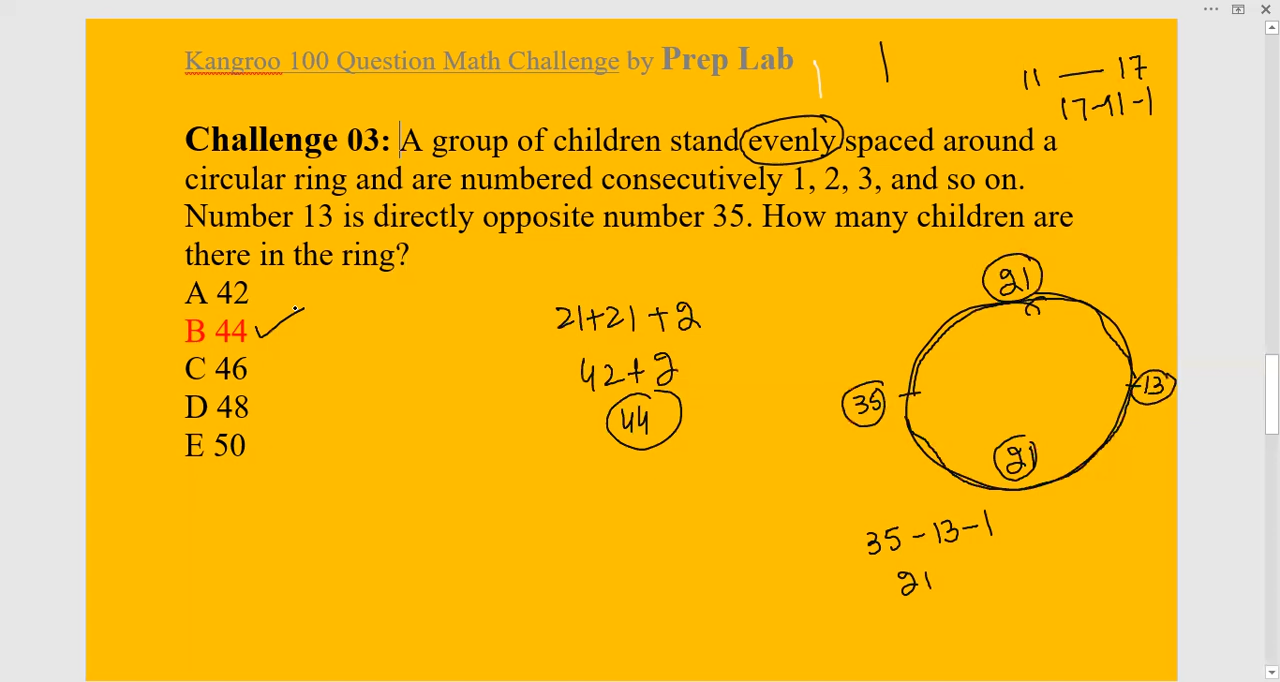 Kangroo 100 Question Math Challenge by Prep Lab
1
11 — 17
17-11-1
Challenge 03: A group of children stand evenly spaced around a
circular ring and are numbered consecutively 1, 2, 3, and so on.
Number 13 is directly opposite number 35. How many children are
there in the ring?
A 42
B 44
C 46
D 48
E 50
21+21+2
42+2
44
21
35
13
21
35-13-1
21